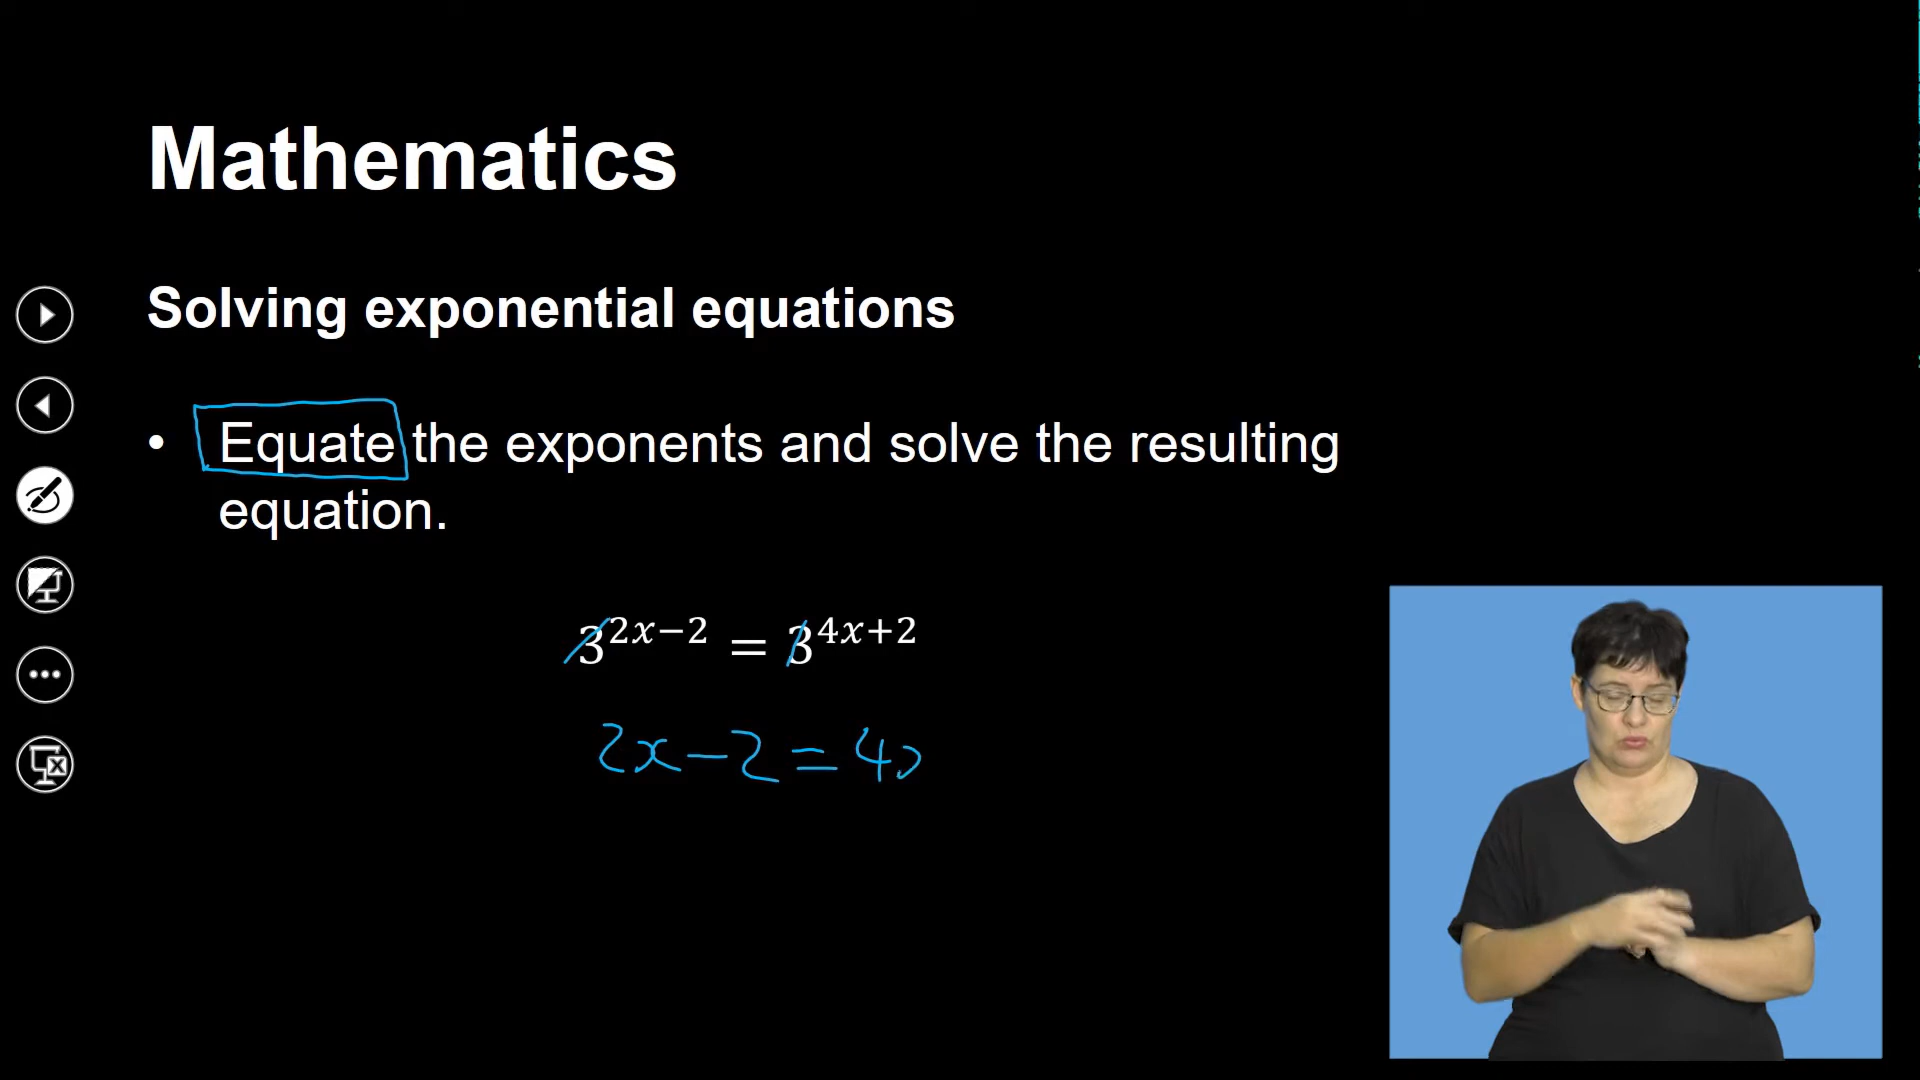 Mathematics
Solving exponential equations
• Equate the exponents and solve the resulting
equation.
3^{2x−2} = 3^{4x+2}
2x−2=4